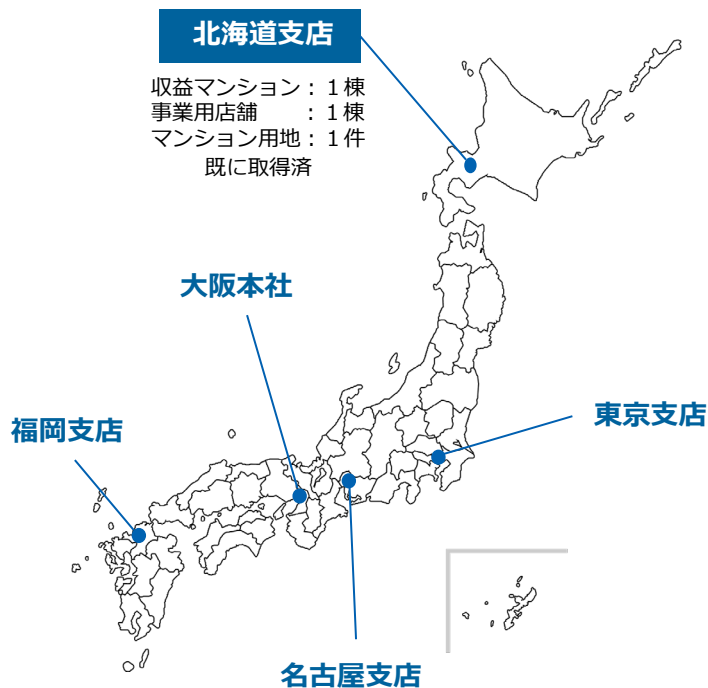 北海道支店
収益マンション：１棟
事業用店舗　　：１棟
マンション用地：１件
既に取得済
大阪本社
東京支店
福岡支店
名古屋支店